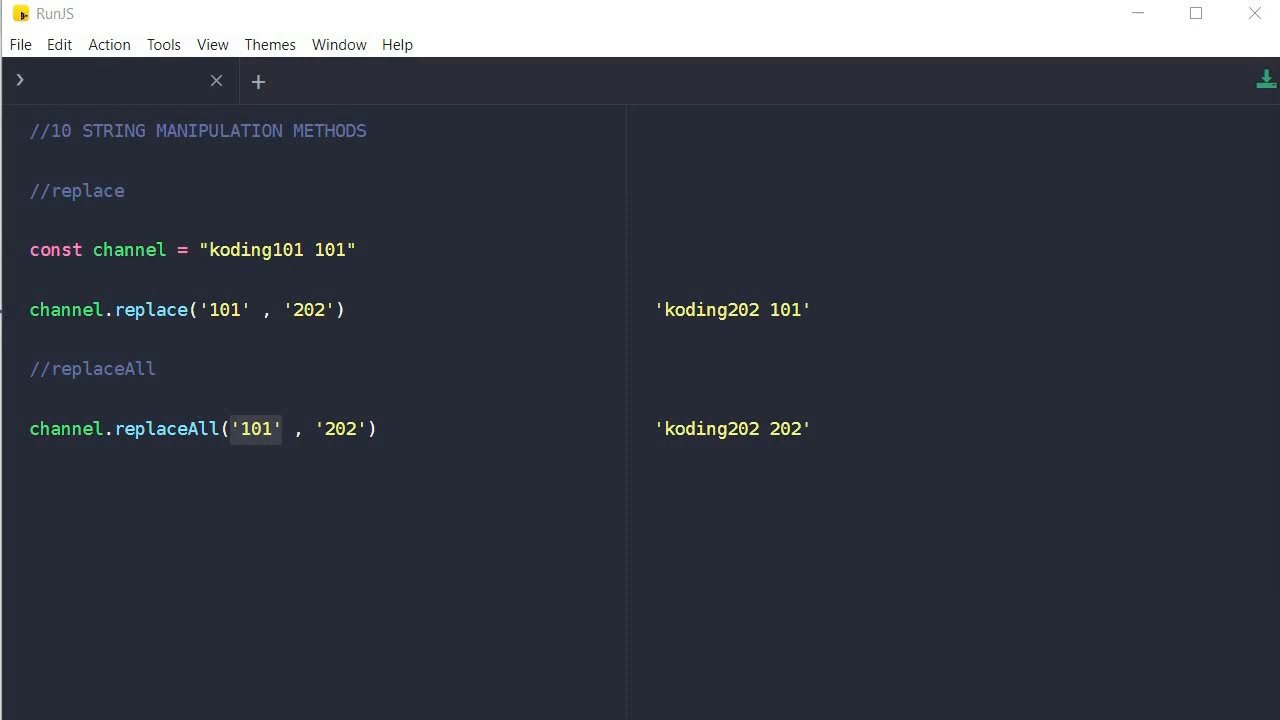 RunJS
File Edit Action Tools View Themes Window Help
//10 STRING MANIPULATION METHODS
//replace
const channel = "koding101 101"
channel.replace('101' , '202') 'koding202 101'
//replaceAll
channel.replaceAll('101' , '202') 'koding202 202'